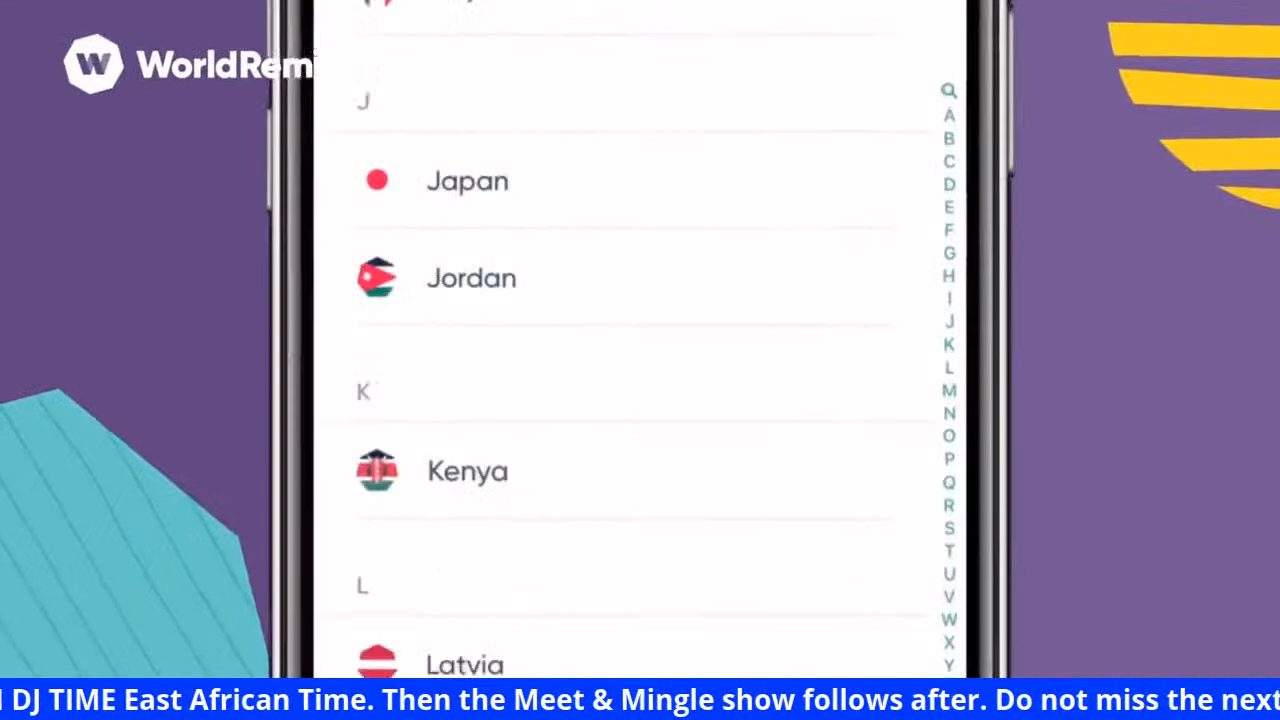 WorldRemi
J
Japan
Jordan
K
Kenya
L
Latvia
A
B
C
D
E
F
G
H
I
J
K
L
M
N
O
P
Q
R
S
T
U
V
W
X
Y
DJ TIME East African Time. Then the Meet & Mingle show follows after. Do not miss the next